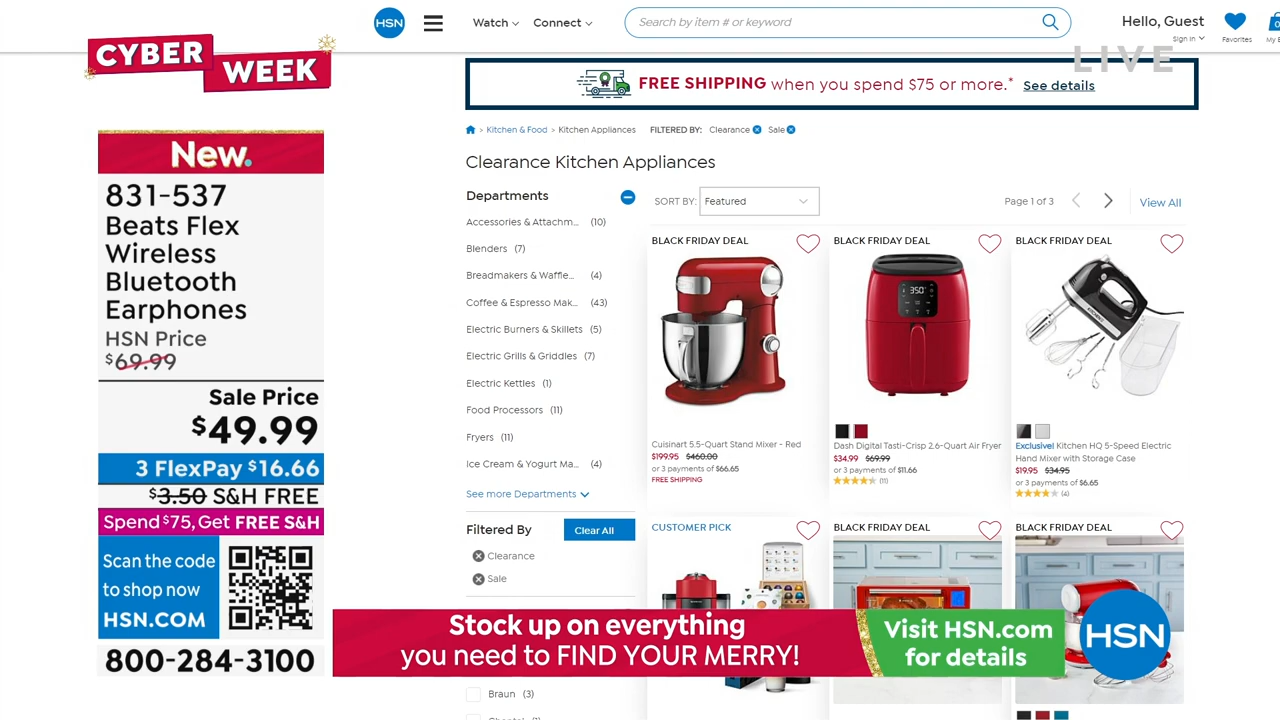 HSN
Watch
Connect
Search by item # or keyword
Hello, Guest
Sign In
Favorites
0
LIVE
CYBER
WEEK
FREE SHIPPING when you spend $75 or more.* See details
> Kitchen & Food > Kitchen Appliances FILTERED BY: Clearance Sale
Clearance Kitchen Appliances
New.
831-537
Beats Flex
Wireless
Bluetooth
Earphones
HSN Price
$69.99
Sale Price
$49.99
3 FlexPay $16.66
$3.50 S&H FREE
Spend $75, Get FREE S&H
Scan the code
to shop now
HSN.COM
800-284-3100
Departments
Accessories & Attachm... (10)
Blenders (7)
Breadmakers & Waffle... (4)
Coffee & Espresso Mak... (43)
Electric Burners & Skillets (5)
Electric Grills & Griddles (7)
Electric Kettles (1)
Food Processors (11)
Fryers (11)
Ice Cream & Yogurt Ma... (4)
See more Departments
Filtered By
Clear All
Clearance
Sale
Braun (3)
SORT BY: Featured
Page 1 of 3
View All
BLACK FRIDAY DEAL
Cuisinart 5.5-Quart Stand Mixer - Red
$199.95 $460.00
or 3 payments of $66.65
FREE SHIPPING
BLACK FRIDAY DEAL
350°
Dash Digital Tasti-Crisp 2.6-Quart Air Fryer
$34.99 $69.99
or 3 payments of $11.66
(11)
BLACK FRIDAY DEAL
Exclusive! Kitchen HQ 5-Speed Electric
Hand Mixer with Storage Case
$19.95 $34.95
or 3 payments of $6.65
(4)
CUSTOMER PICK
BLACK FRIDAY DEAL
BLACK FRIDAY DEAL
Stock up on everything
you need to FIND YOUR MERRY!
Visit HSN.com
for details
HSN